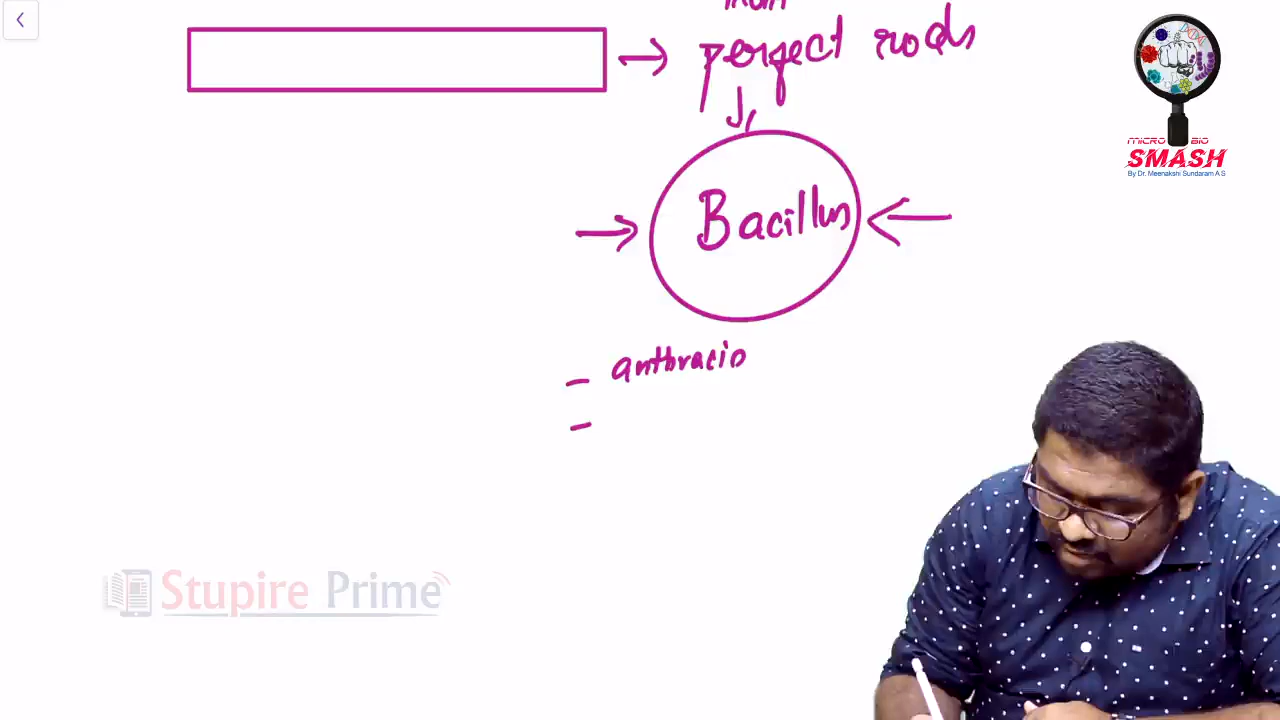 perfect rods
Bacillus
- anthracis
-
MICRO BIO
SMASH
By Dr. Meenakshi Sundaram A S
Stupire Prime